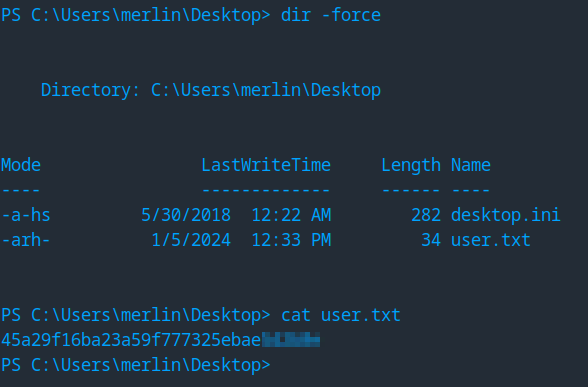 PS C:\Users\merlin\Desktop> dir -force
Directory: C:\Users\merlin\Desktop
Mode LastWriteTime Length Name
---- ------------- ------ ----
-a-hs 5/30/2018 12:22 AM 282 desktop.ini
-arh- 1/5/2024 12:33 PM 34 user.txt
PS C:\Users\merlin\Desktop> cat user.txt
45a29f16ba23a59f777325ebae
PS C:\Users\merlin\Desktop>